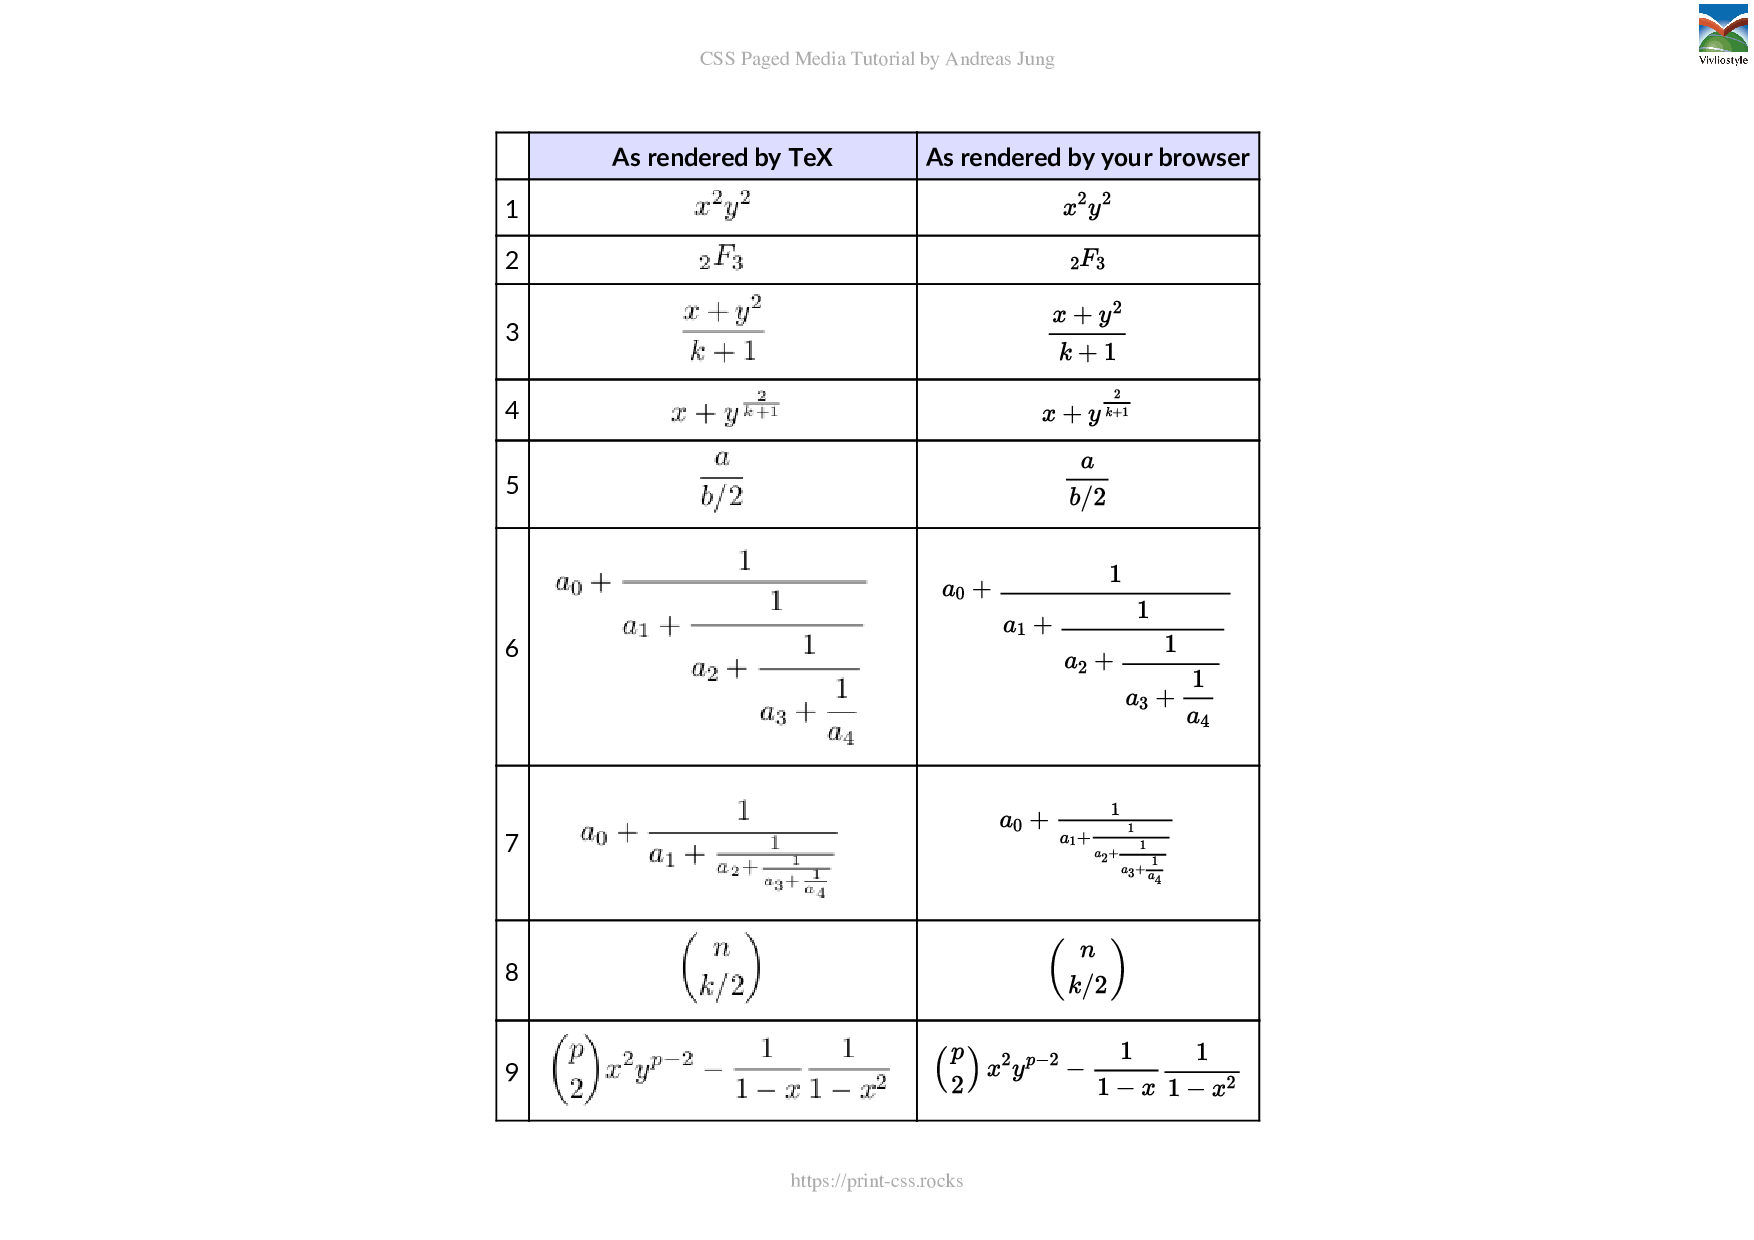 CSS Paged Media Tutorial by Andreas Jung
Vivliostyle
As rendered by TeX | As rendered by your browser
1 | $x^2y^2$ | $x^2y^2$
2 | ${}_2F_3$ | ${}_2F_3$
3 | $\frac{x+y^2}{k+1}$ | $\frac{x+y^2}{k+1}$
4 | $x+y^{\frac{2}{k+1}}$ | $x+y^{\frac{2}{k+1}}$
5 | $\frac{a}{b/2}$ | $\frac{a}{b/2}$
6 | $a_0+\cfrac{1}{a_1+\cfrac{1}{a_2+\cfrac{1}{a_3+\cfrac{1}{a_4}}}}$ | $a_0+\cfrac{1}{a_1+\cfrac{1}{a_2+\cfrac{1}{a_3+\cfrac{1}{a_4}}}}$
7 | $a_0+\frac{1}{a_1+\frac{1}{a_2+\frac{1}{a_3+\frac{1}{a_4}}}}$ | $a_0+\frac{1}{a_1+\frac{1}{a_2+\frac{1}{a_3+\frac{1}{a_4}}}}$
8 | $\binom{n}{k/2}$ | $\binom{n}{k/2}$
9 | $\binom{p}{2}x^2y^{p-2}-\frac{1}{1-x}\frac{1}{1-x^2}$ | $\binom{p}{2}x^2y^{p-2}-\frac{1}{1-x}\frac{1}{1-x^2}$
https://print-css.rocks